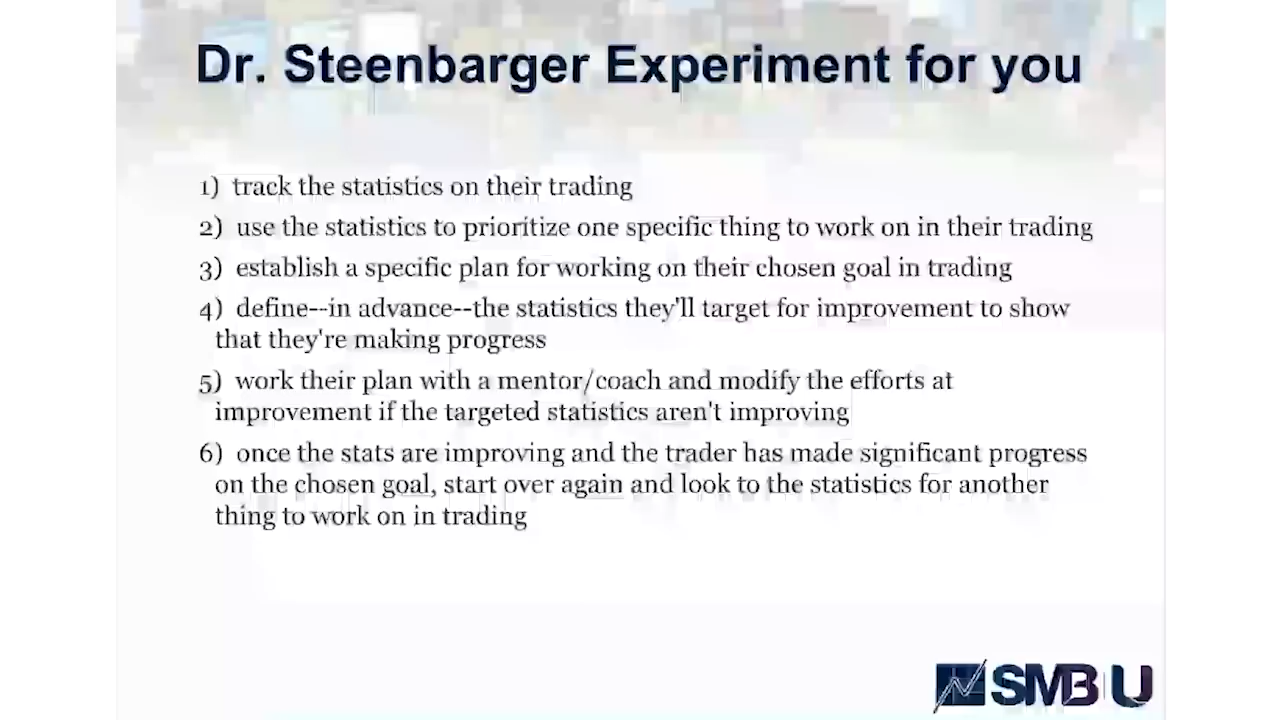 Dr. Steenbarger Experiment for you
1) track the statistics on their trading
2) use the statistics to prioritize one specific thing to work on in their trading
3) establish a specific plan for working on their chosen goal in trading
4) define--in advance--the statistics they'll target for improvement to show
that they're making progress
5) work their plan with a mentor/coach and modify the efforts at
improvement if the targeted statistics aren't improving
6) once the stats are improving and the trader has made significant progress
on the chosen goal, start over again and look to the statistics for another
thing to work on in trading
SMB U